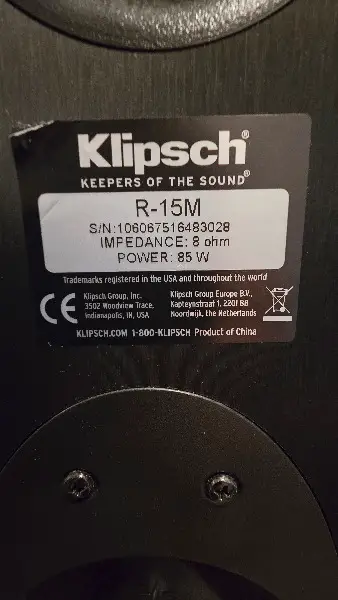 Klipsch®
KEEPERS OF THE SOUND®
R-15M
S/N:106067516483028
IMPEDANCE: 8 ohm
POWER: 85 W
Trademarks registered in the USA and throughout the world
CE
Klipsch Group, Inc.
3502 Woodview Trace,
Indianapolis, IN, USA
Klipsch Group Europe B.V.,
Kapteynstraat 1, 2201 BB
Noordwijk, the Netherlands
KLIPSCH.COM 1-800-KLIPSCH Product of China